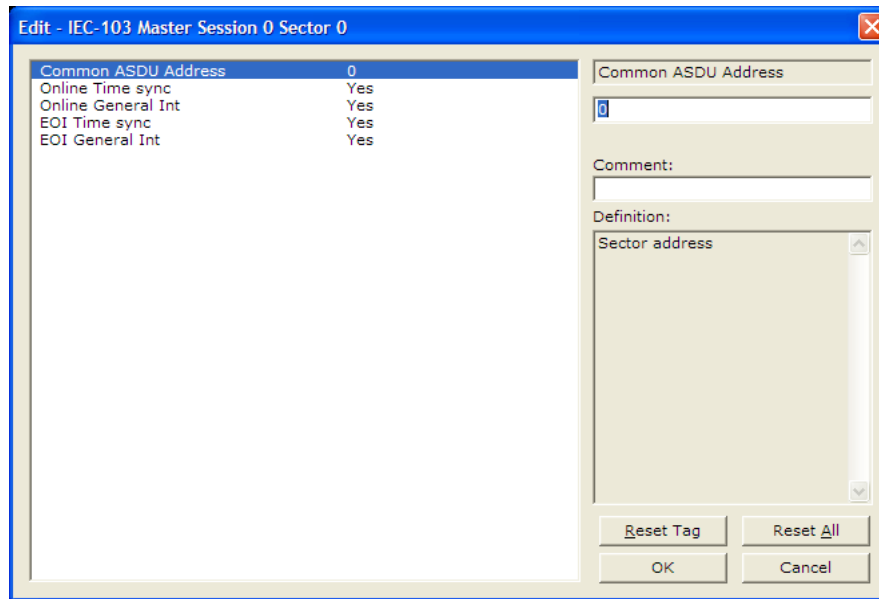 Edit - IEC-103 Master Session 0 Sector 0
Common ASDU Address 0
Online Time sync Yes
Online General Int Yes
EOI Time sync Yes
EOI General Int Yes
Common ASDU Address
0
Comment:
Definition:
Sector address
Reset Tag Reset All
OK Cancel